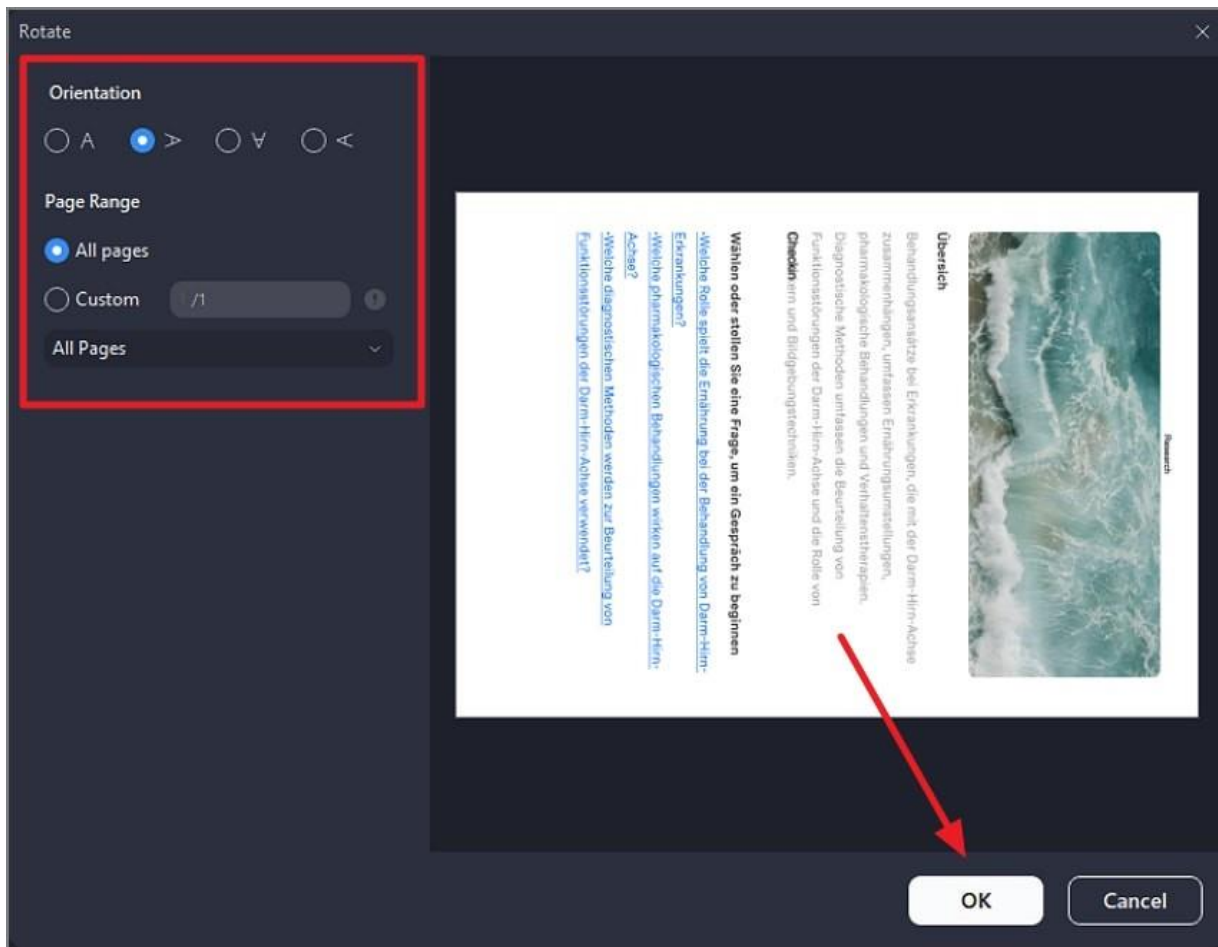 Rotate
Orientation
A A A A
Page Range
All pages
Custom /1
All Pages
Research
Übersich
Behandlungsansätze bei Erkrankungen, die mit der Darm-Hirn-Achse
zusammenhängen, umfassen Ernährungsumstellungen,
pharmakologische Behandlungen und Verhaltenstherapien.
Diagnostische Methoden umfassen die Beurteilung von
Funktionsstörungen der Darm-Hirn-Achse und die Rolle von
Checkin ern und Bildgebungstechniken.
Wählen oder stellen Sie eine Frage, um ein Gespräch zu beginnen
-Welche Rolle spielt die Ernährung bei der Behandlung von Darm-Hirn-
Erkrankungen?
-Welche pharmakologischen Behandlungen wirken auf die Darm-Hirn-
Achse?
-Welche diagnostischen Methoden werden zur Beurteilung von
Funktionsstörungen der Darm-Hirn-Achse verwendet?
OK
Cancel